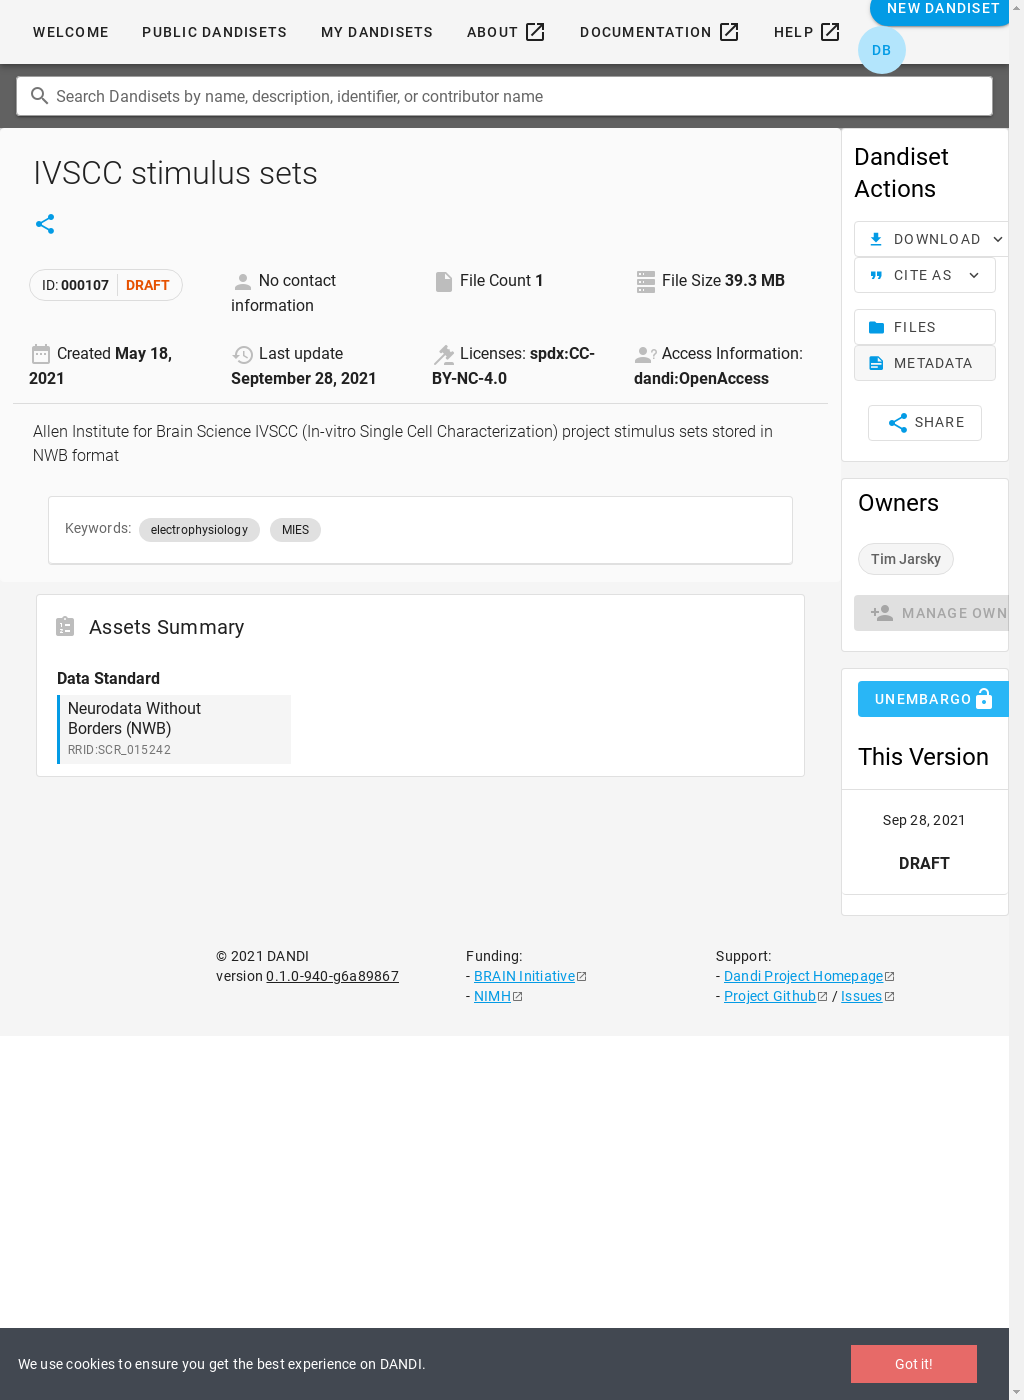 WELCOME PUBLIC DANDISETS MY DANDISETS ABOUT DOCUMENTATION HELP NEW DANDISET
DB
Search Dandisets by name, description, identifier, or contributor name
IVSCC stimulus sets
ID: 000107 DRAFT
No contact
information
File Count 1
File Size 39.3 MB
Created May 18,
2021
Last update
September 28, 2021
Licenses: spdx:CC-
BY-NC-4.0
Access Information:
dandi:OpenAccess
Allen Institute for Brain Science IVSCC (In-vitro Single Cell Characterization) project stimulus sets stored in
NWB format
Keywords: electrophysiology MIES
Assets Summary
Data Standard
Neurodata Without
Borders (NWB)
RRID:SCR_015242
Dandiset
Actions
DOWNLOAD
CITE AS
FILES
METADATA
SHARE
Owners
Tim Jarsky
MANAGE OWN
UNEMBARGO
This Version
Sep 28, 2021
DRAFT
© 2021 DANDI
version 0.1.0-940-g6a89867
Funding:
- BRAIN Initiative
- NIMH
Support:
- Dandi Project Homepage
- Project Github / Issues
We use cookies to ensure you get the best experience on DANDI.
Got it!